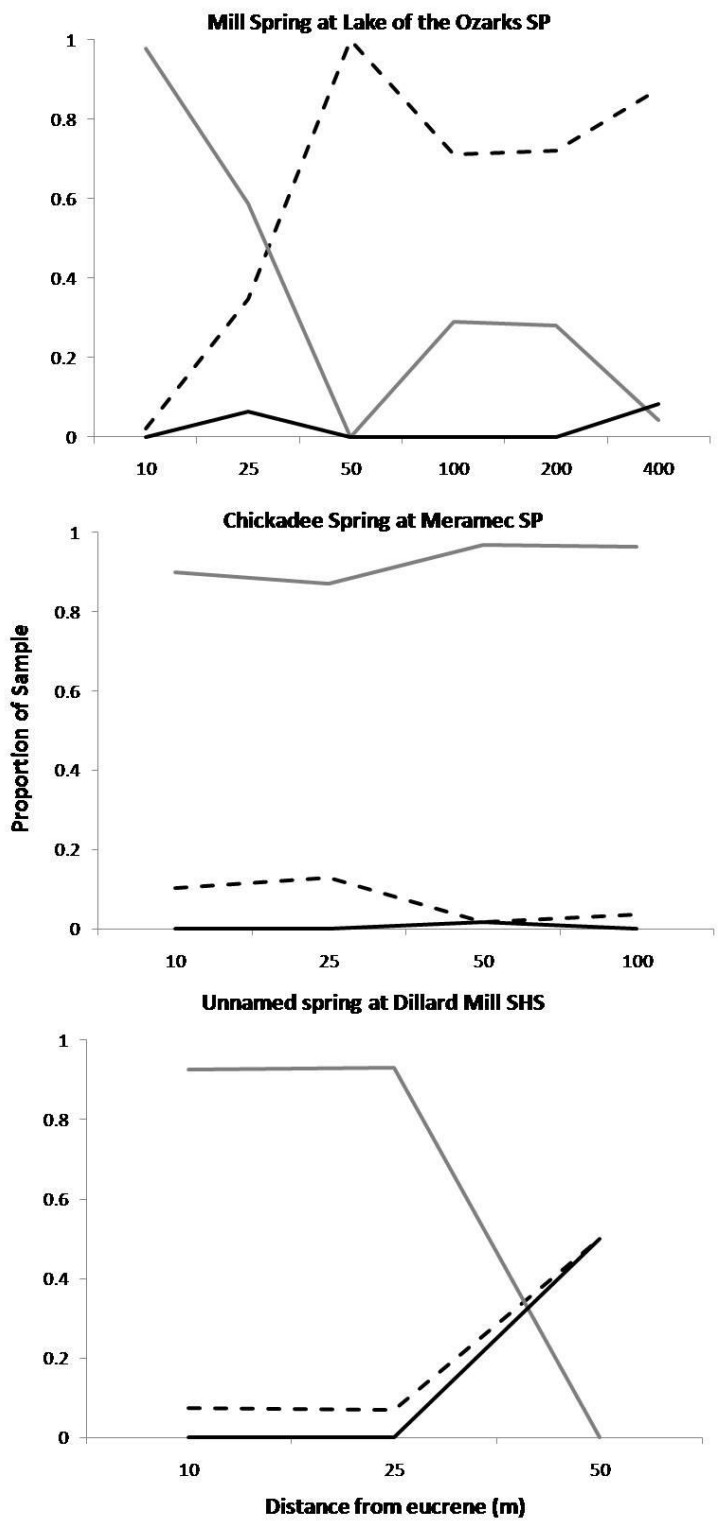 Mill Spring at Lake of the Ozarks SP
1
0.8
0.6
0.4
0.2
0
10 25 50 100 200 400
Chickadee Spring at Meramec SP
1
0.8
0.6
0.4
0.2
0
10 25 50 100
Proportion of Sample
Unnamed spring at Dillard Mill SHS
1
0.8
0.6
0.4
0.2
0
10 25 50
Distance from eucrene (m)